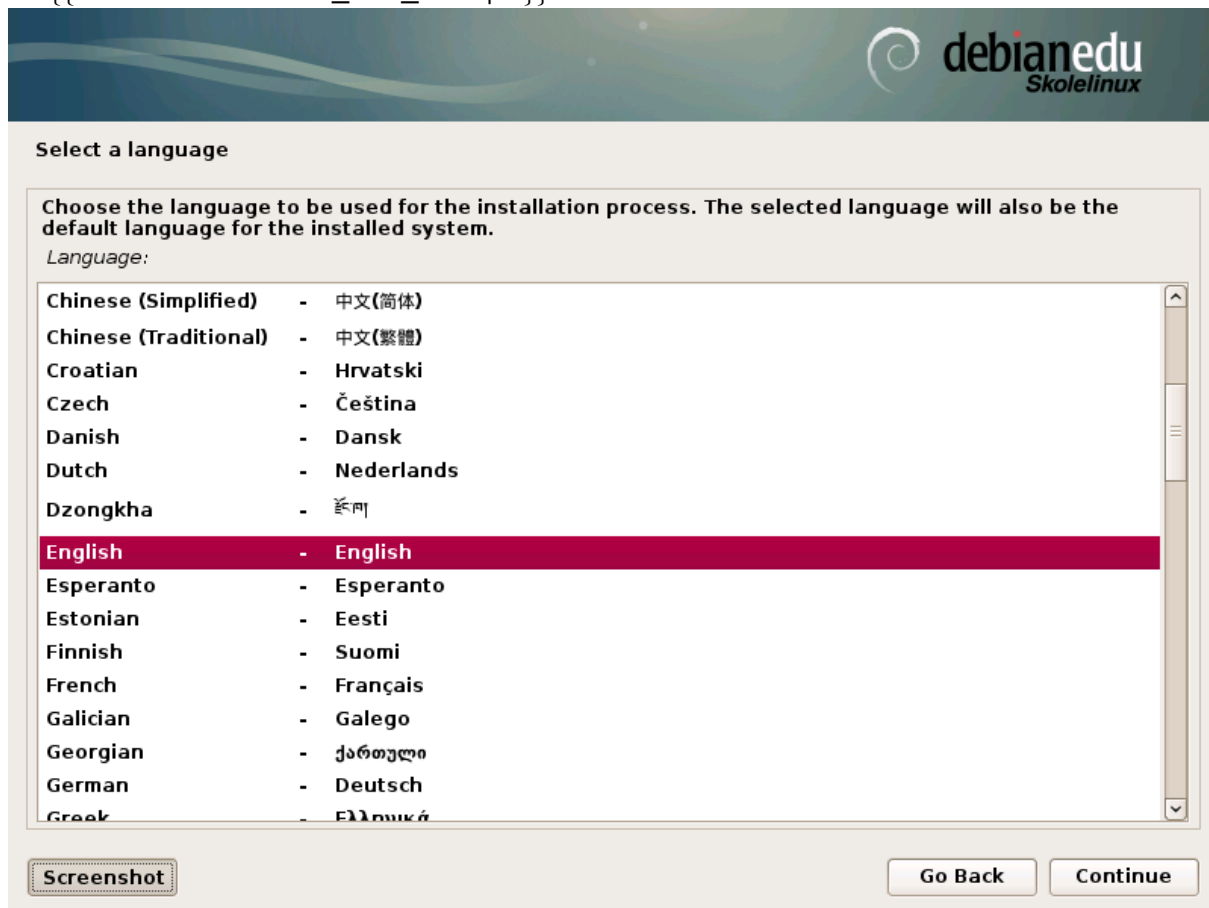 debianedu
Skolelinux
Select a language
Choose the language to be used for the installation process. The selected language will also be the
default language for the installed system.
Language:
Chinese (Simplified) - 中文(简体)
Chinese (Traditional) - 中文(繁體)
Croatian - Hrvatski
Czech - Čeština
Danish - Dansk
Dutch - Nederlands
Dzongkha - རྫོང་ཁ།
English - English
Esperanto - Esperanto
Estonian - Eesti
Finnish - Suomi
French - Français
Galician - Galego
Georgian - ქართული
German - Deutsch
Greek - Ελληνικά
Screenshot
Go Back Continue